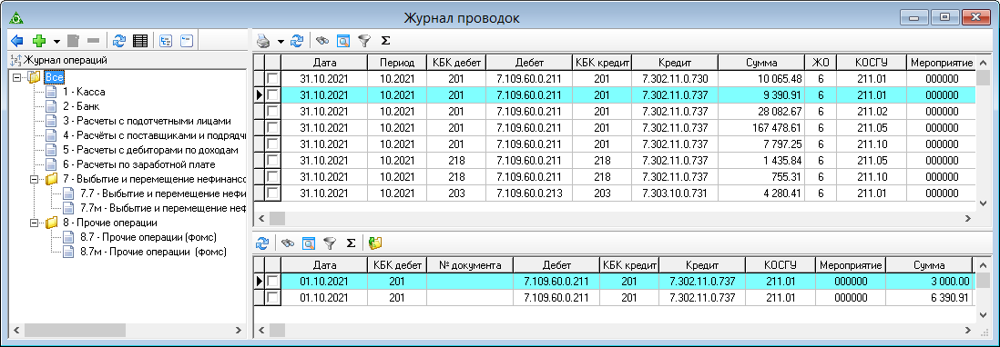 Журнал проводок
Журнал операций
Все
1 - Касса
2 - Банк
3 - Расчеты с подотчетными лицами
4 - Расчёты с поставщиками и подрядч
5 - Расчеты с дебиторами по доходам
6 - Расчеты по заработной плате
7 - Выбытие и перемещение нефинансо
7.7 - Выбытие и перемещение нефи
7.7м - Выбытие и перемещение неф
8 - Прочие операции
8.7 - Прочие операции (фомс)
8.7м - Прочие операции (фомс)
Дата Период КБК дебет Дебет КБК кредит Кредит Сумма ЖО КОСГУ Мероприятие
31.10.2021 10.2021 201 7.109.60.0.211 201 7.302.11.0.730 10 065.48 6 211.01 000000
31.10.2021 10.2021 201 7.109.60.0.211 201 7.302.11.0.737 9 390.91 6 211.01 000000
31.10.2021 10.2021 201 7.109.60.0.211 201 7.302.11.0.737 28 082.67 6 211.02 000000
31.10.2021 10.2021 201 7.109.60.0.211 201 7.302.11.0.737 167 478.61 6 211.05 000000
31.10.2021 10.2021 201 7.109.60.0.211 201 7.302.11.0.737 7 797.25 6 211.10 000000
31.10.2021 10.2021 218 7.109.60.0.211 218 7.302.11.0.737 1 435.84 6 211.05 000000
31.10.2021 10.2021 218 7.109.60.0.211 218 7.302.11.0.737 755.31 6 211.10 000000
31.10.2021 10.2021 203 7.109.60.0.213 203 7.303.10.0.731 4 280.41 6 211.01 000000
Дата КБК дебет № документа Дебет КБК кредит Кредит КОСГУ Мероприятие Сумма
01.10.2021 201 7.109.60.0.211 201 7.302.11.0.737 211.01 000000 3 000.00
01.10.2021 201 7.109.60.0.211 201 7.302.11.0.737 211.01 000000 6 390.91